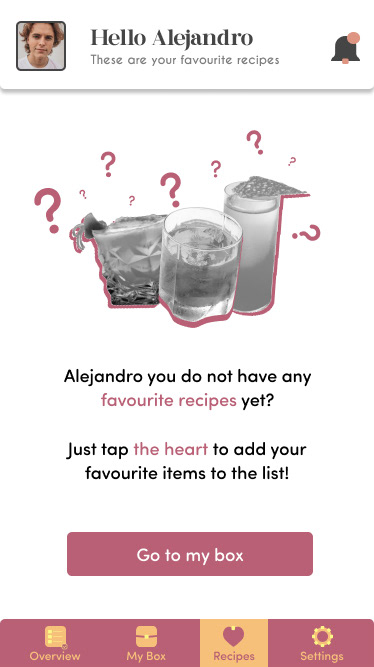 Hello Alejandro
These are your favourite recipes
? ? ? ? ? ? ? ? ?
Alejandro you do not have any
favourite recipes yet?
Just tap the heart to add your
favourite items to the list!
Go to my box
Overview
My Box
Recipes
Settings